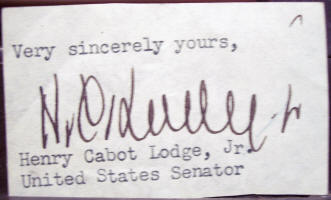 Very sincerely yours,
Henry Cabot Lodge, Jr.
United States Senator